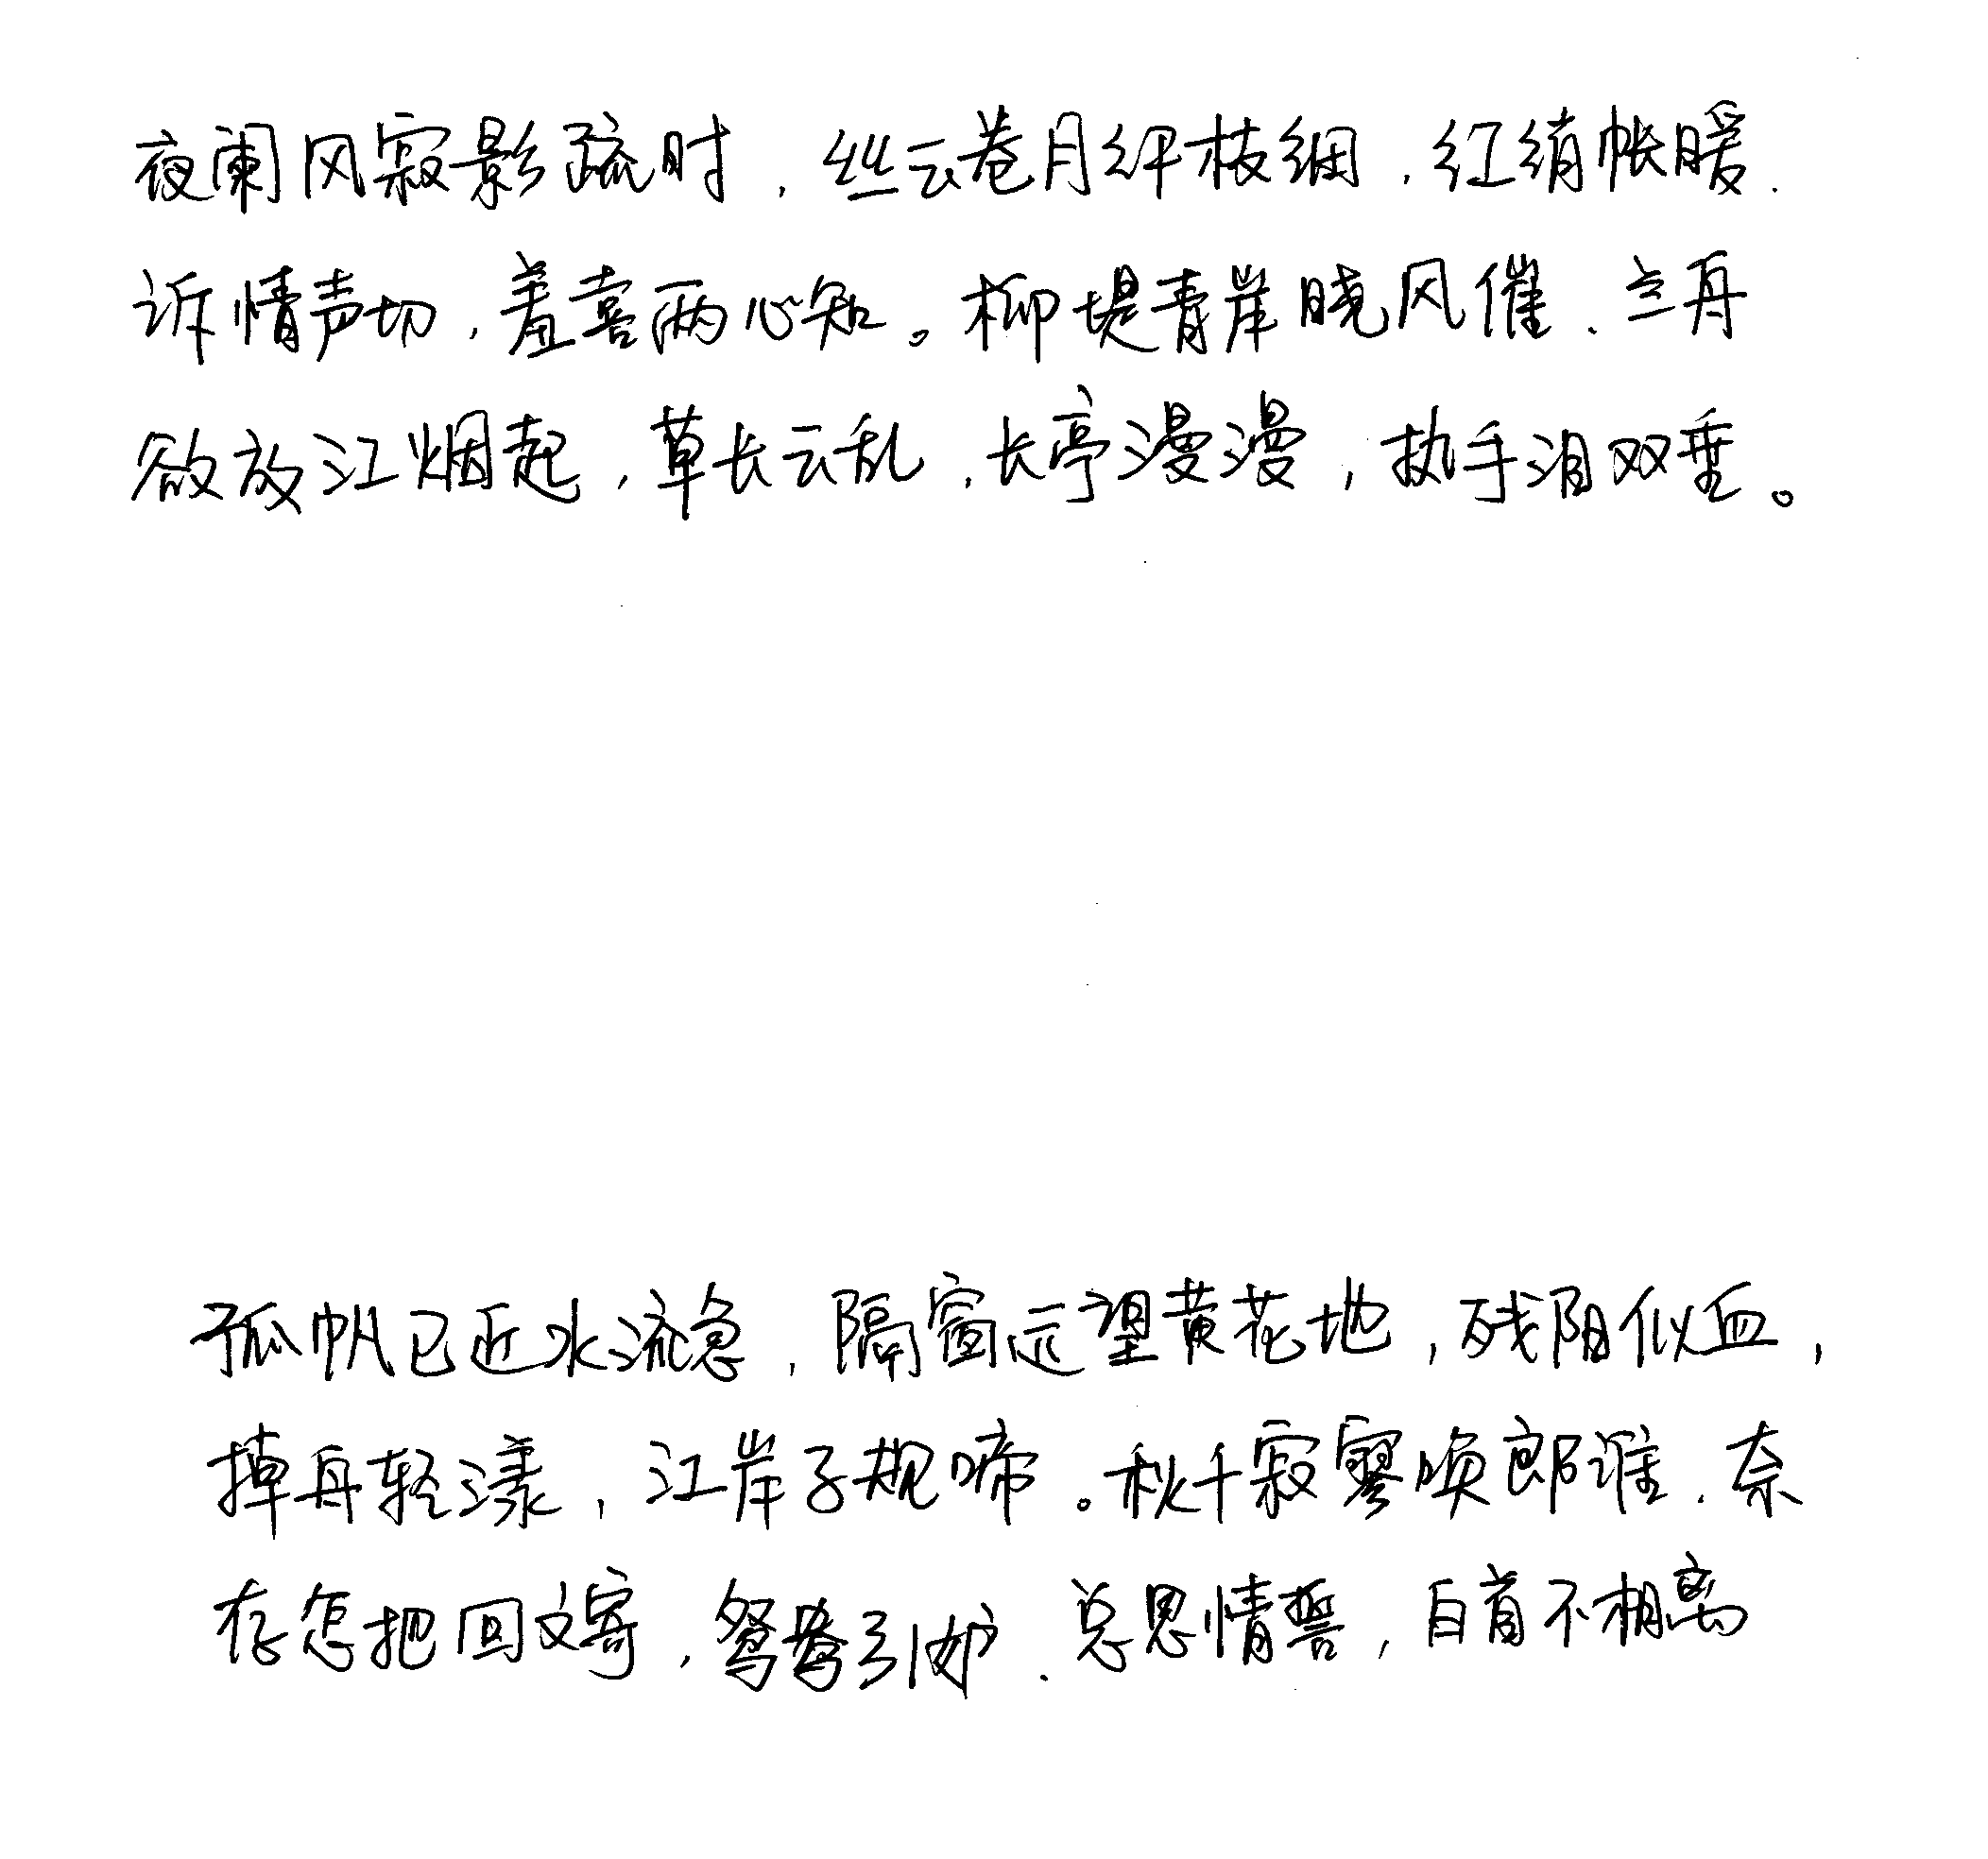 夜阑风寂影疏时，丝云卷月纤枝细，红绡帐暖.
诉情声切，羞喜两心知。柳堤青岸晓风催、兰舟
欲放江烟起，草长云乱，长亭漫漫，执手泪双垂。
孤帆已近水流急，隔窗远望黄花地，残阳似血，
掉舟轻漾，江岸子规啼。秋千寂寥唤郎谁.奈
存怎把回文寄，鸳鸯引妒.总思情誓，白首不相离